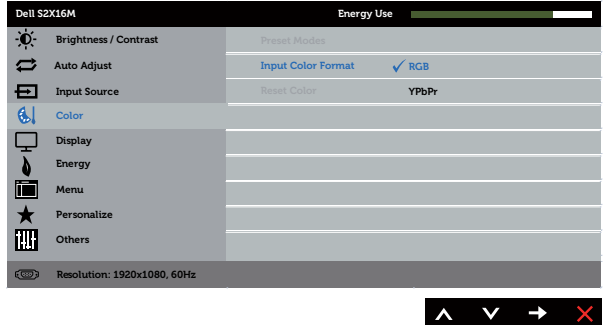 Dell S2X16M Energy Use
Brightness / Contrast Preset Modes
Auto Adjust Input Color Format RGB
Input Source Reset Color YPbPr
Color
Display
Energy
Menu
Personalize
Others
Resolution: 1920x1080, 60Hz